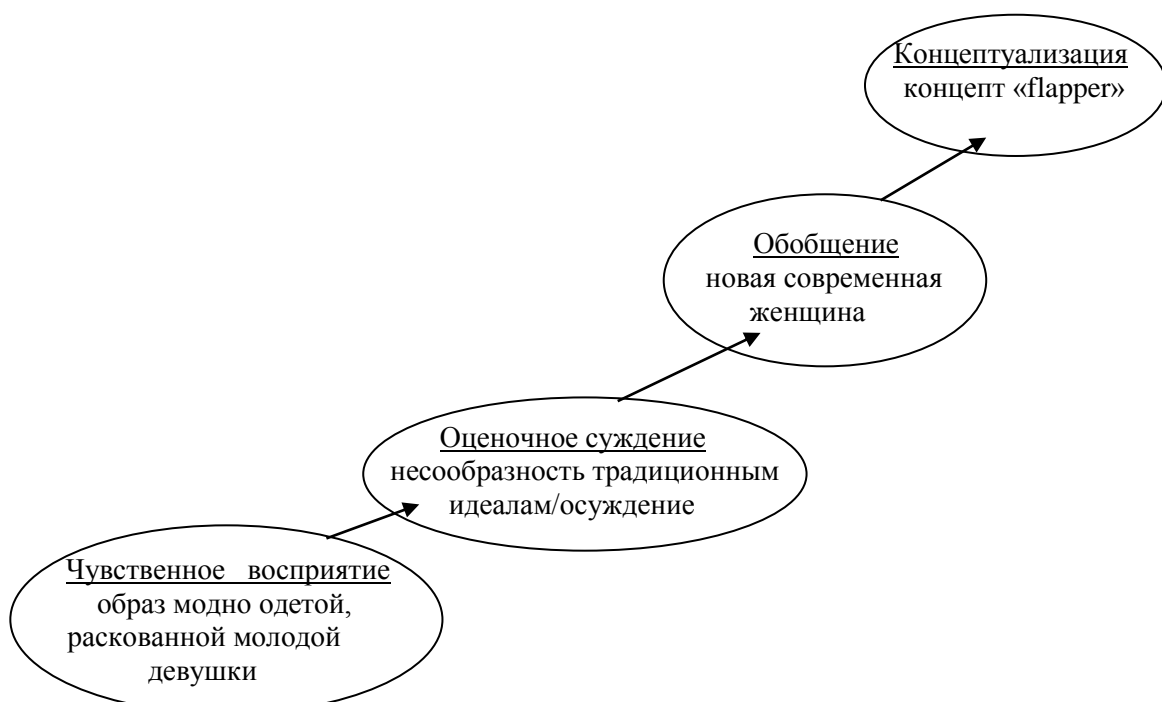 Концептуализация
концепт «flapper»
Обобщение
новая современная
женщина
Оценочное суждение
несообразность традиционным
идеалам/осуждение
Чувственное восприятие
образ модно одетой,
раскованной молодой
девушки